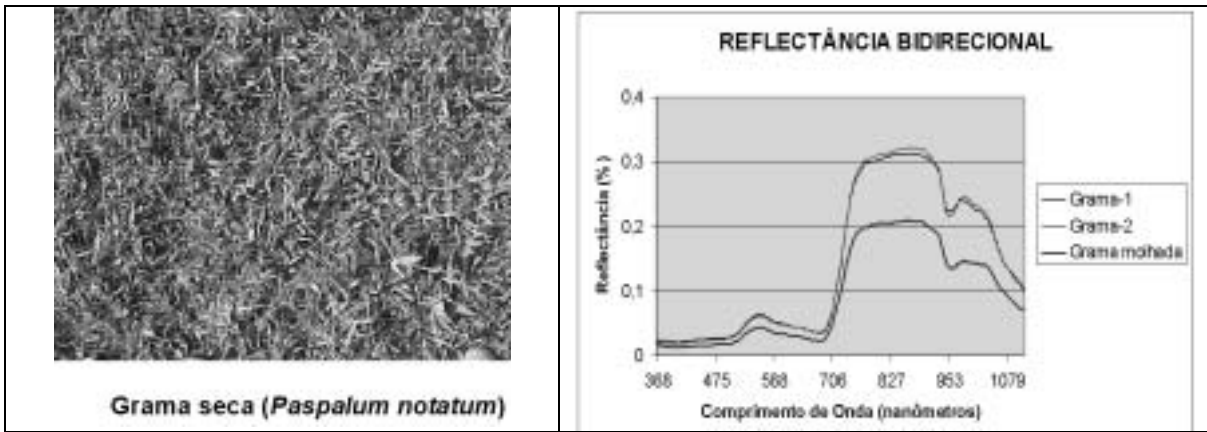 REFLECTÂNCIA BIDIRECIONAL
0,4
0,3
0,2
0,1
0
Reflectância (%)
368 475 588 706 827 953 1079
Comprimento de Onda (nanômetros)
Grama-1
Grama-2
Grama molhada
Grama seca (Paspalum notatum)